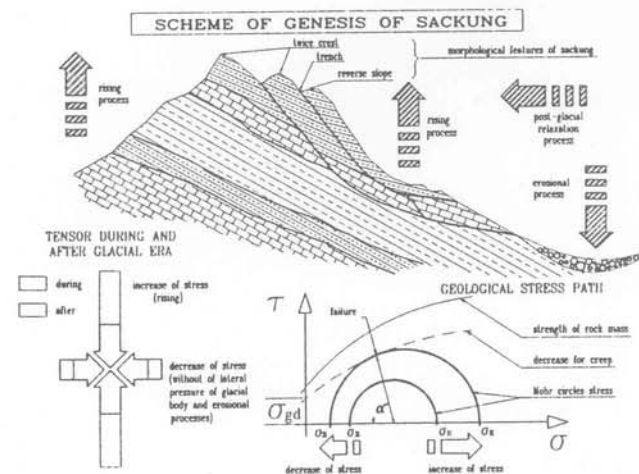 SCHEME OF GENESIS OF SACKUNG
twice crest
trench
reverse slope
morphological features of sackung
rising
process
rising
process
post-glacial
relaxation
process
erosional
process
TENSOR DURING AND
AFTER GLACIAL ERA
during
after
increase of stress
(rising)
decrease of stress
(without of lateral
pressure of glacial
body and erosional
processes)
GEOLOGICAL STRESS PATH
τ
failure
strength of rock mass
decrease for creep
Mohr circles stress
σgd
α
σ
decrease of stress
increase of stress